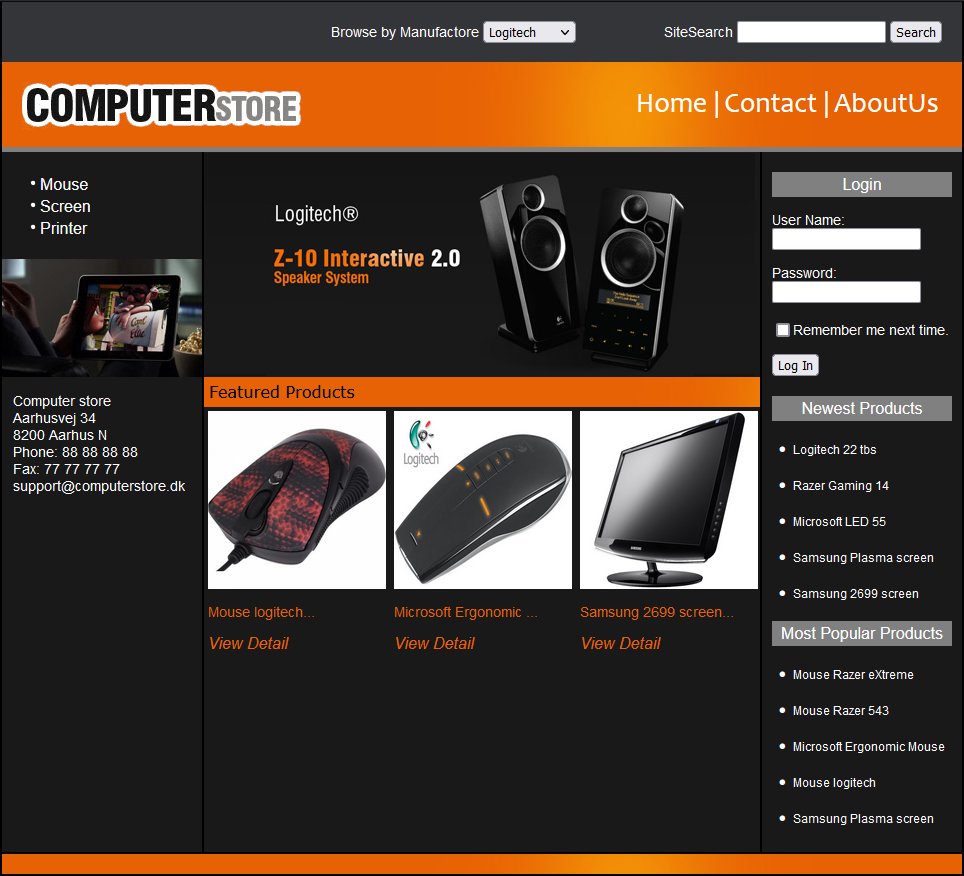 Browse by Manufactore Logitech SiteSearch Search
COMPUTERSTORE
Home | Contact | AboutUs
• Mouse
• Screen
• Printer
Computer store
Aarhusvej 34
8200 Aarhus N
Phone: 88 88 88 88
Fax: 77 77 77 77
support@computerstore.dk
Logitech®
Z-10 Interactive 2.0
Speaker System
Featured Products
Logitech
SAMSUNG
Mouse logitech...
View Detail
Microsoft Ergonomic ...
View Detail
Samsung 2699 screen...
View Detail
Login
User Name:
Password:
Remember me next time.
Log In
Newest Products
• Logitech 22 tbs
• Razer Gaming 14
• Microsoft LED 55
• Samsung Plasma screen
• Samsung 2699 screen
Most Popular Products
• Mouse Razer eXtreme
• Mouse Razer 543
• Microsoft Ergonomic Mouse
• Mouse logitech
• Samsung Plasma screen